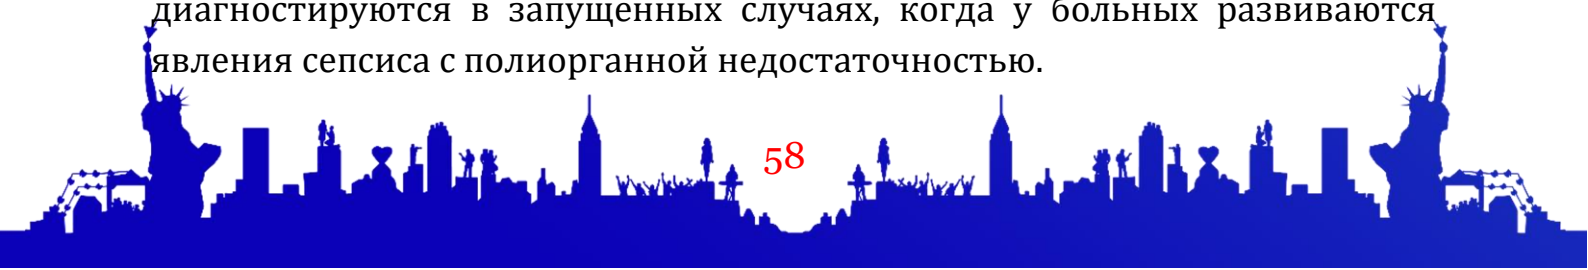 диагностируются в запущенных случаях, когда у больных развиваются
явления сепсиса с полиорганной недостаточностью.
58